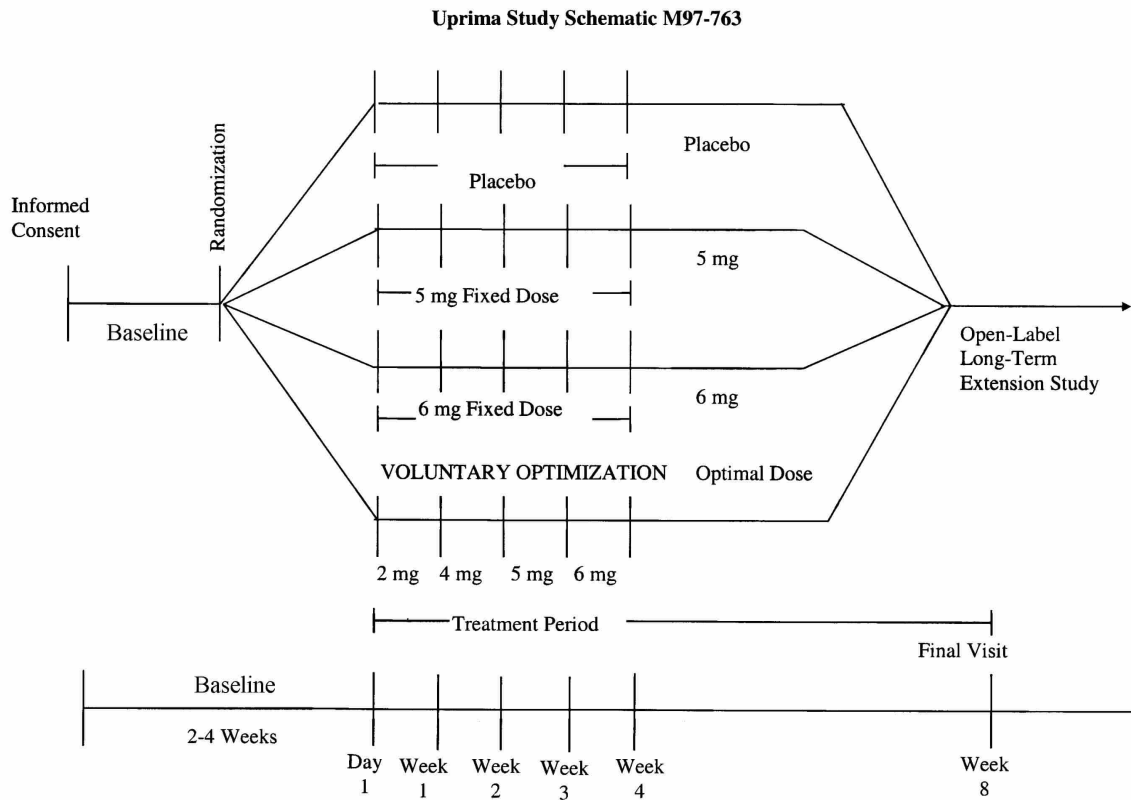 Uprima Study Schematic M97-763
Randomization
Placebo
Placebo
Informed
Consent
5 mg
5 mg Fixed Dose
Baseline
Open-Label
Long-Term
Extension Study
6 mg
6 mg Fixed Dose
VOLUNTARY OPTIMIZATION
Optimal Dose
2 mg 4 mg 5 mg 6 mg
Treatment Period
Final Visit
Baseline
2-4 Weeks
Day Week Week Week Week Week
1 1 2 3 4 8